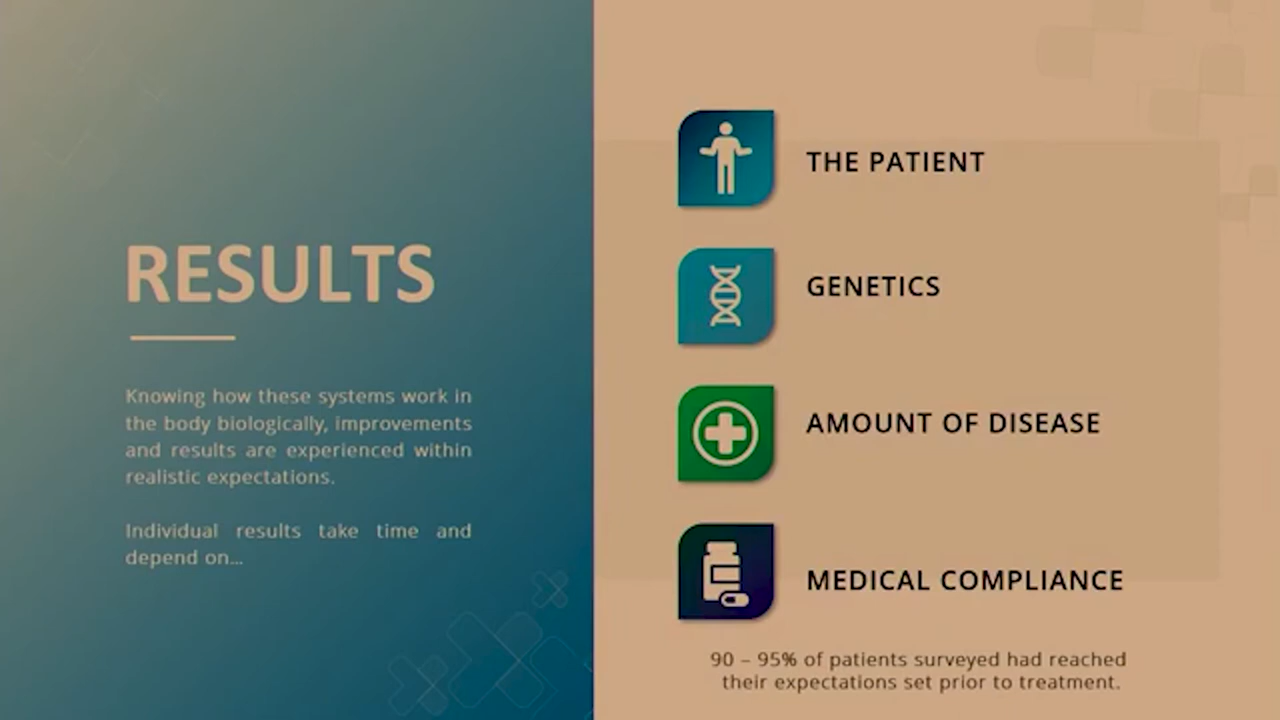 RESULTS
Knowing how these systems work in
the body biologically, improvements
and results are experienced within
realistic expectations.
Individual results take time and
depend on...
THE PATIENT
GENETICS
AMOUNT OF DISEASE
MEDICAL COMPLIANCE
90 – 95% of patients surveyed had reached
their expectations set prior to treatment.